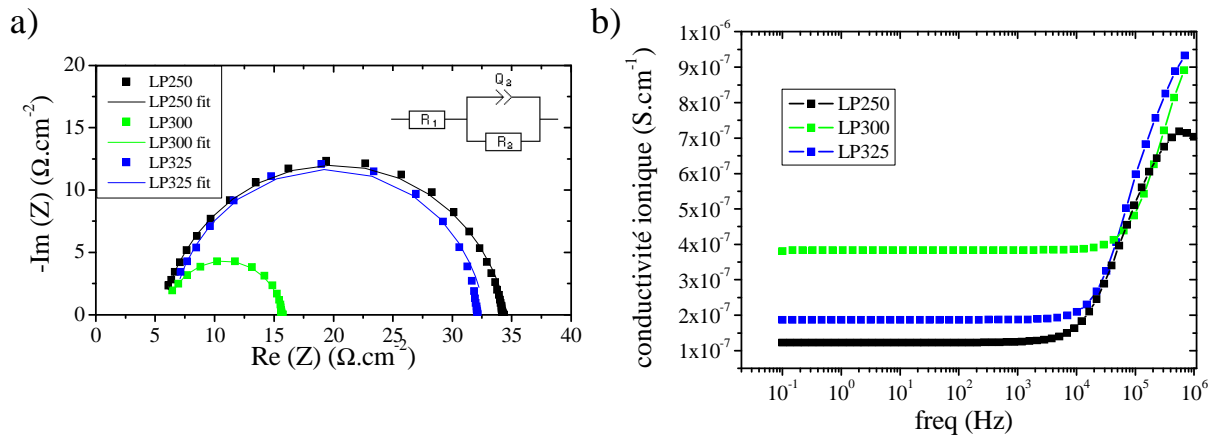 a)
20
15
10
5
0
-Im (Z) (Ω.cm⁻²)
LP250
LP250 fit
LP300
LP300 fit
LP325
LP325 fit
R₁
Q₂
R₂
0 5 10 15 20 25 30 35 40
Re (Z) (Ω.cm⁻²)
b)
1x10⁻⁶
9x10⁻⁷
8x10⁻⁷
7x10⁻⁷
6x10⁻⁷
5x10⁻⁷
4x10⁻⁷
3x10⁻⁷
2x10⁻⁷
1x10⁻⁷
conductivité ionique (S.cm⁻¹)
LP250
LP300
LP325
10⁻¹ 10⁰ 10¹ 10² 10³ 10⁴ 10⁵ 10⁶
freq (Hz)